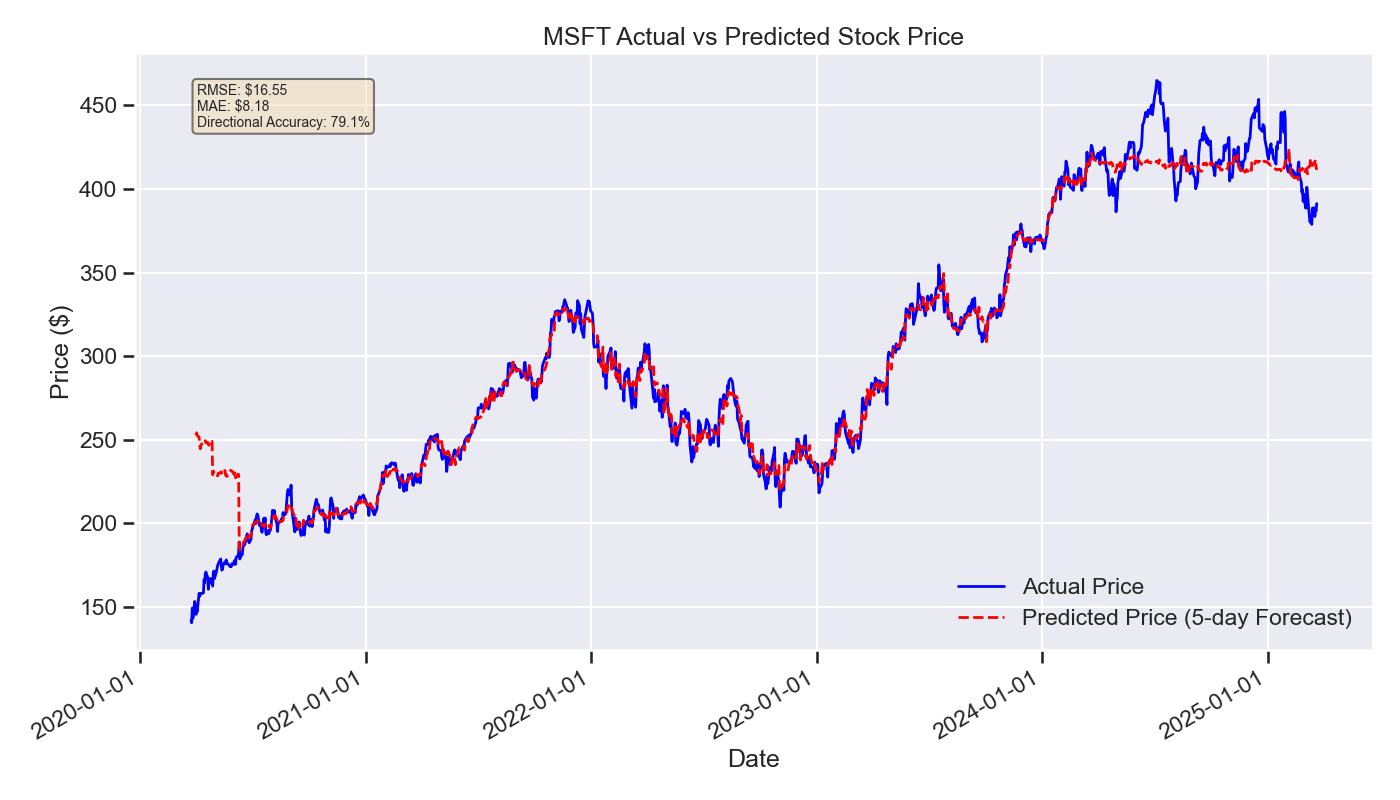 MSFT Actual vs Predicted Stock Price
RMSE: $16.55
MAE: $8.18
Directional Accuracy: 79.1%
450
400
350
300
250
200
150
Price ($)
Actual Price
Predicted Price (5-day Forecast)
2020-01-01
2021-01-01
2022-01-01
2023-01-01
2024-01-01
2025-01-01
Date